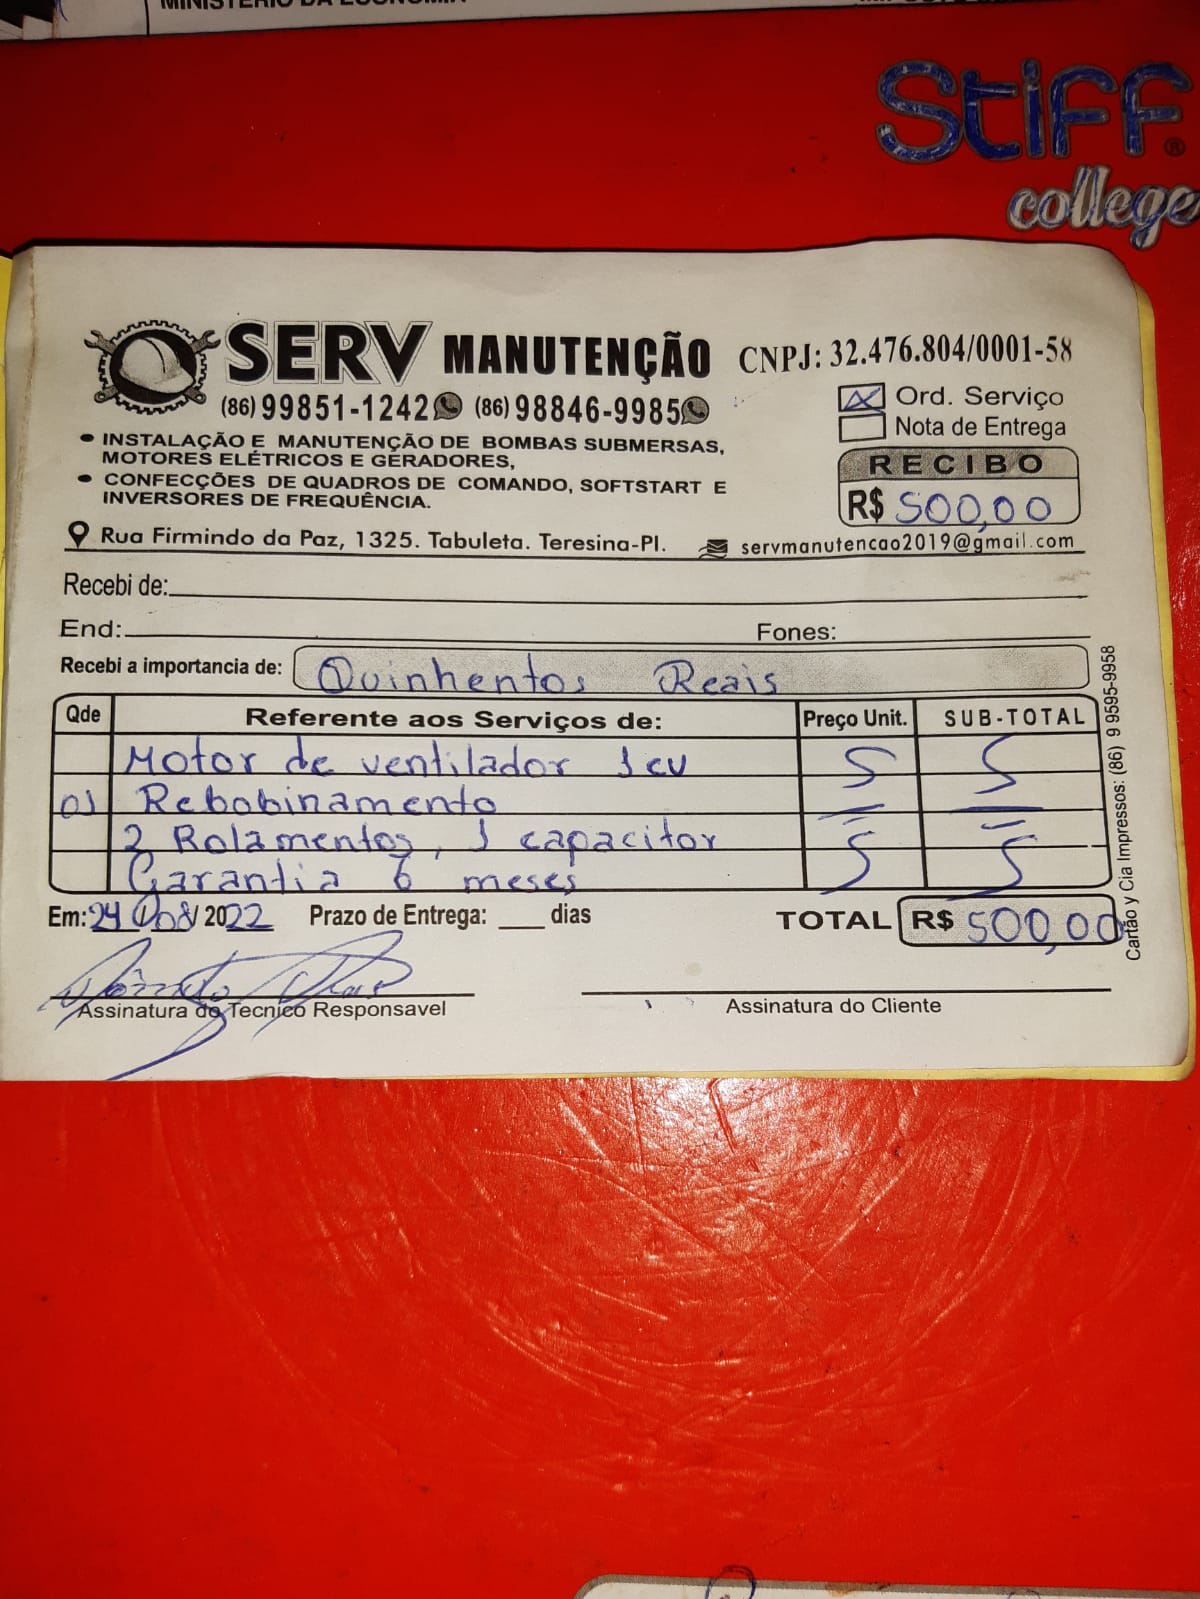 MINISTÉRIO DA ECONOMIA
Stiff®
college
SERV MANUTENÇÃO CNPJ: 32.476.804/0001-58
(86) 99851-1242 (86) 98846-9985
Ord. Serviço
Nota de Entrega
• INSTALAÇÃO E MANUTENÇÃO DE BOMBAS SUBMERSAS,
MOTORES ELÉTRICOS E GERADORES,
• CONFECÇÕES DE QUADROS DE COMANDO, SOFTSTART E
INVERSORES DE FREQUÊNCIA.
RECIBO
R$ 500,00
Rua Firmindo da Paz, 1325. Tabuleta. Teresina-PI. servmanutencao2019@gmail.com
Recebi de:
End: Fones:
Recebi a importancia de: Quinhentos Reais
Qde Referente aos Serviços de: Preço Unit. SUB-TOTAL
Motor de ventilador 1cv
01 Rebobinamento
2 Rolamentos, 1 capacitor
Garantia 6 meses
Em: 24/08/2022 Prazo de Entrega: ___ dias TOTAL R$ 500,00
Assinatura do Tecnico Responsavel Assinatura do Cliente
Cartão y Cia Impressos: (86) 9 9595-9958